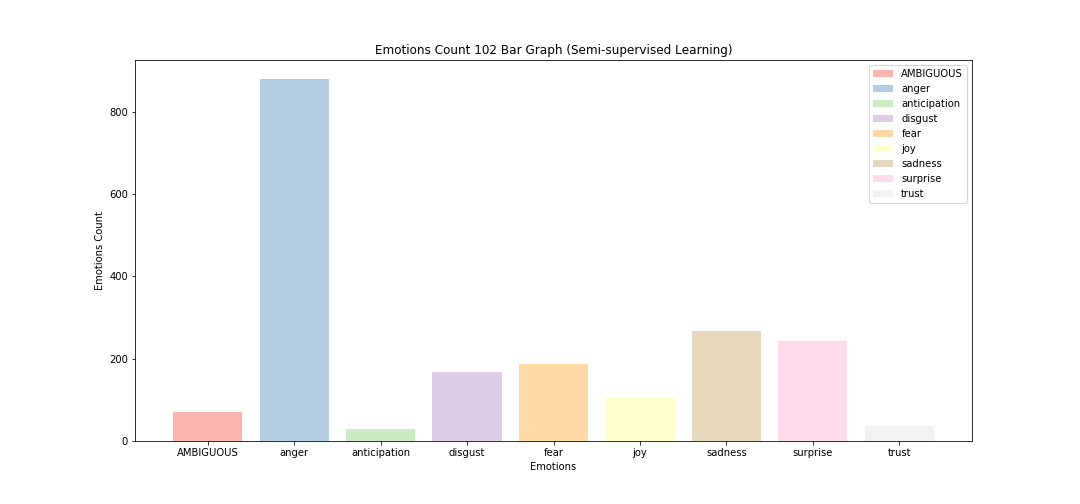 Emotions Count 102 Bar Graph (Semi-supervised Learning)
AMBIGUOUS
anger
anticipation
disgust
fear
joy
sadness
surprise
trust
Emotions Count
800
600
400
200
0
AMBIGUOUS anger anticipation disgust fear joy sadness surprise trust
Emotions